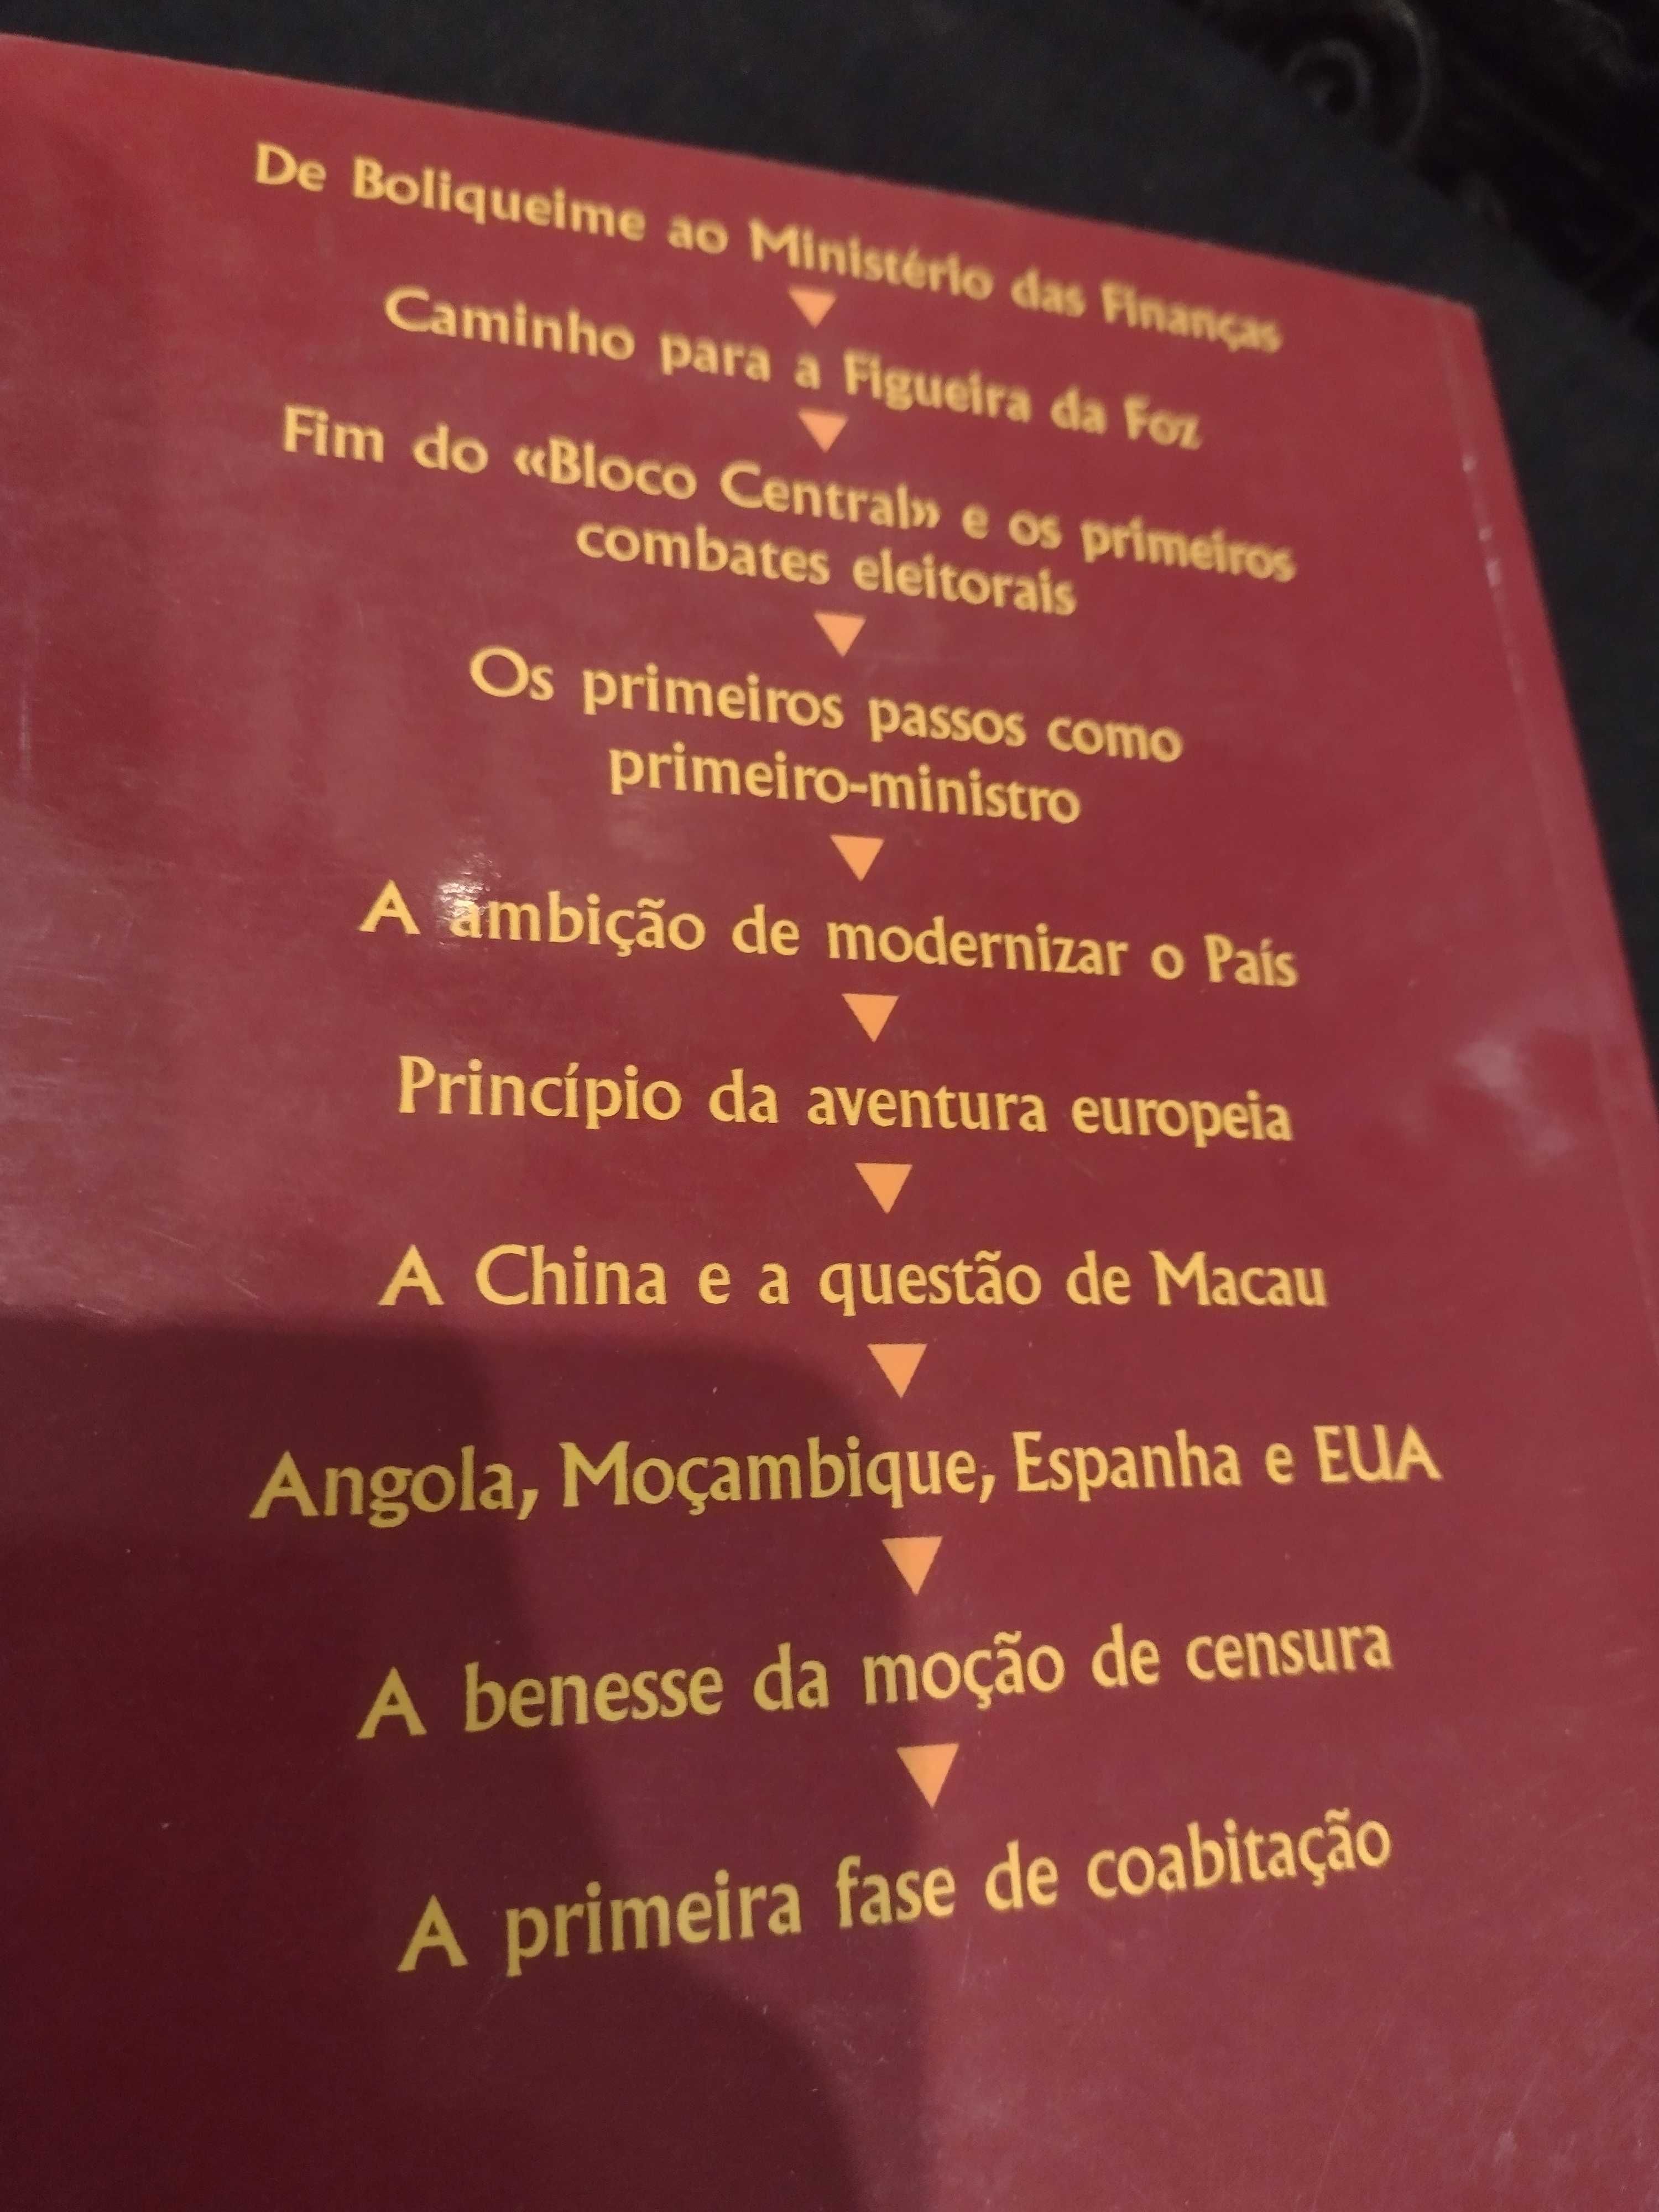 De Boliqueime ao Ministério das Finanças
Caminho para a Figueira da Foz
Fim do «Bloco Central» e os primeiros
combates eleitorais
Os primeiros passos como
primeiro-ministro
A ambição de modernizar o País
Princípio da aventura europeia
A China e a questão de Macau
Angola, Moçambique, Espanha e EUA
A benesse da moção de censura
A primeira fase de coabitação